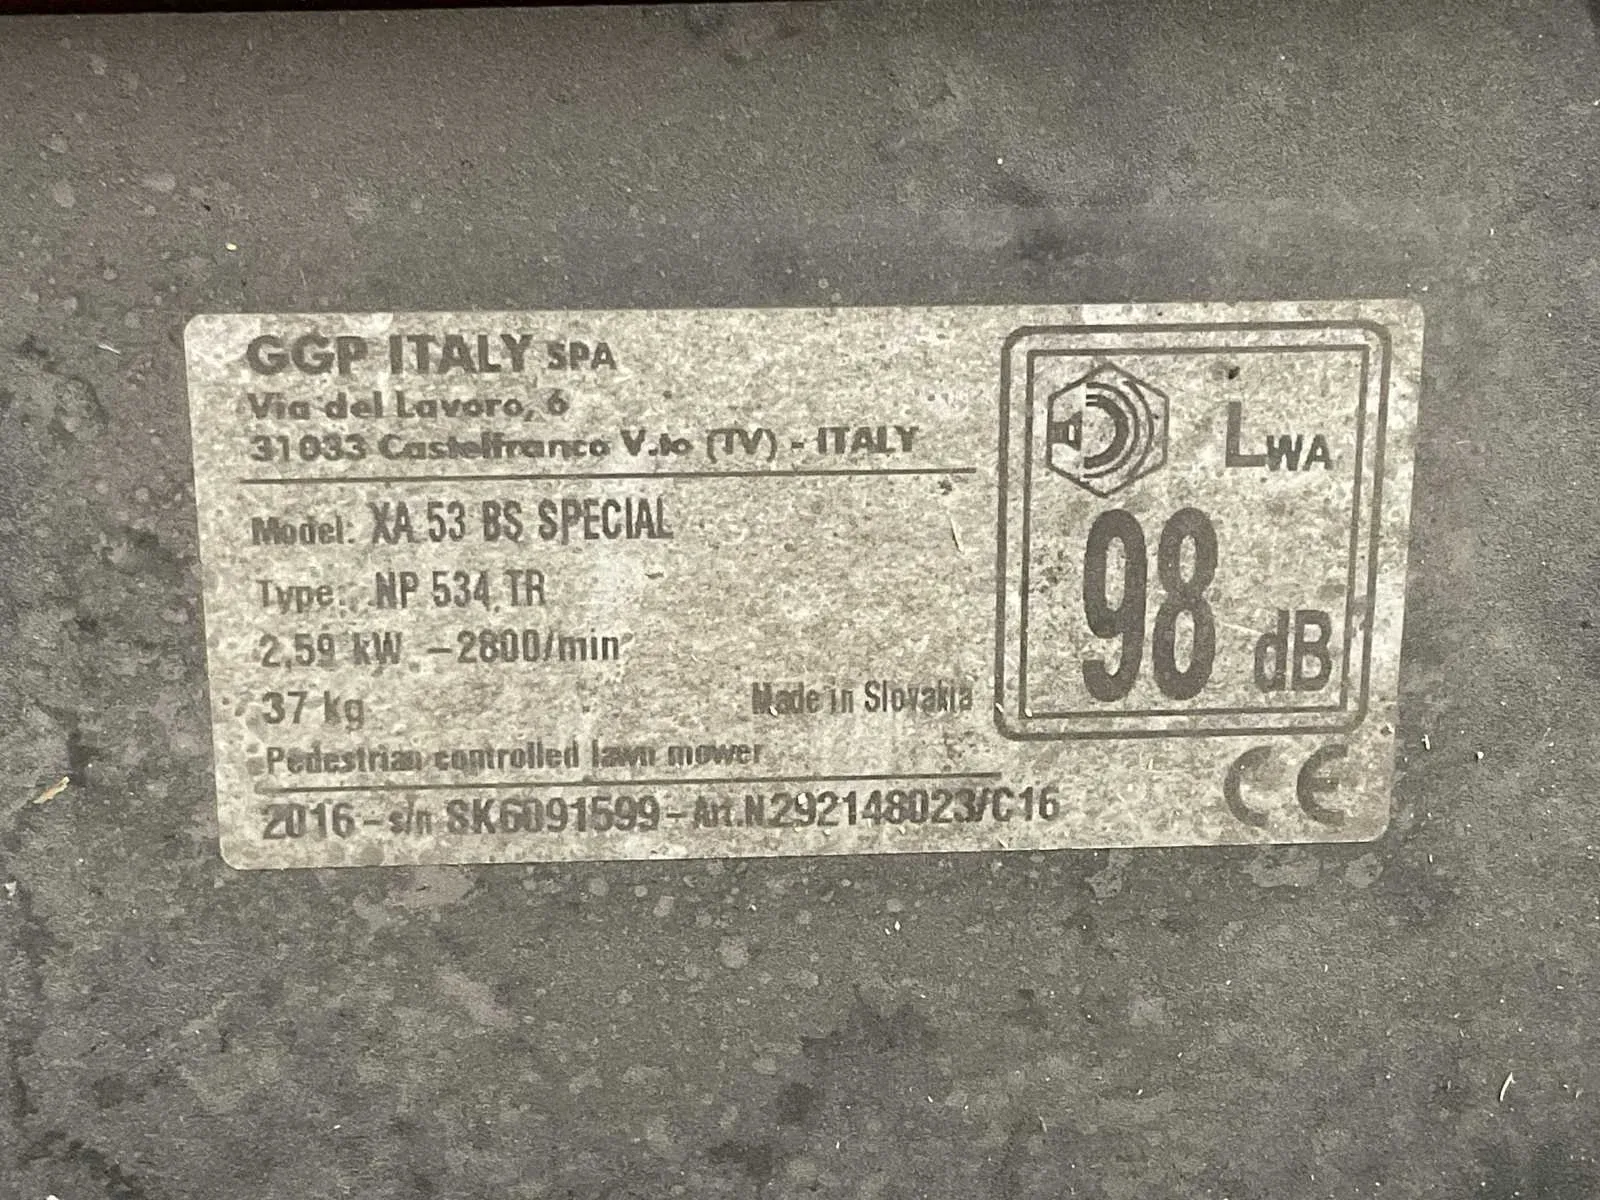 GGP ITALY SPA
Via del Lavoro, 6
31033 Castelfranco V.to (TV) - ITALY
Model: XA 53 BS SPECIAL
Type: NP 534 TR
2,59 kW - 2800/min
37 kg
Made in Slovakia
Pedestrian controlled lawn mower
2016 - s/n SK6091599 - Art.N 292148023/C16
LWA
98 dB
CE